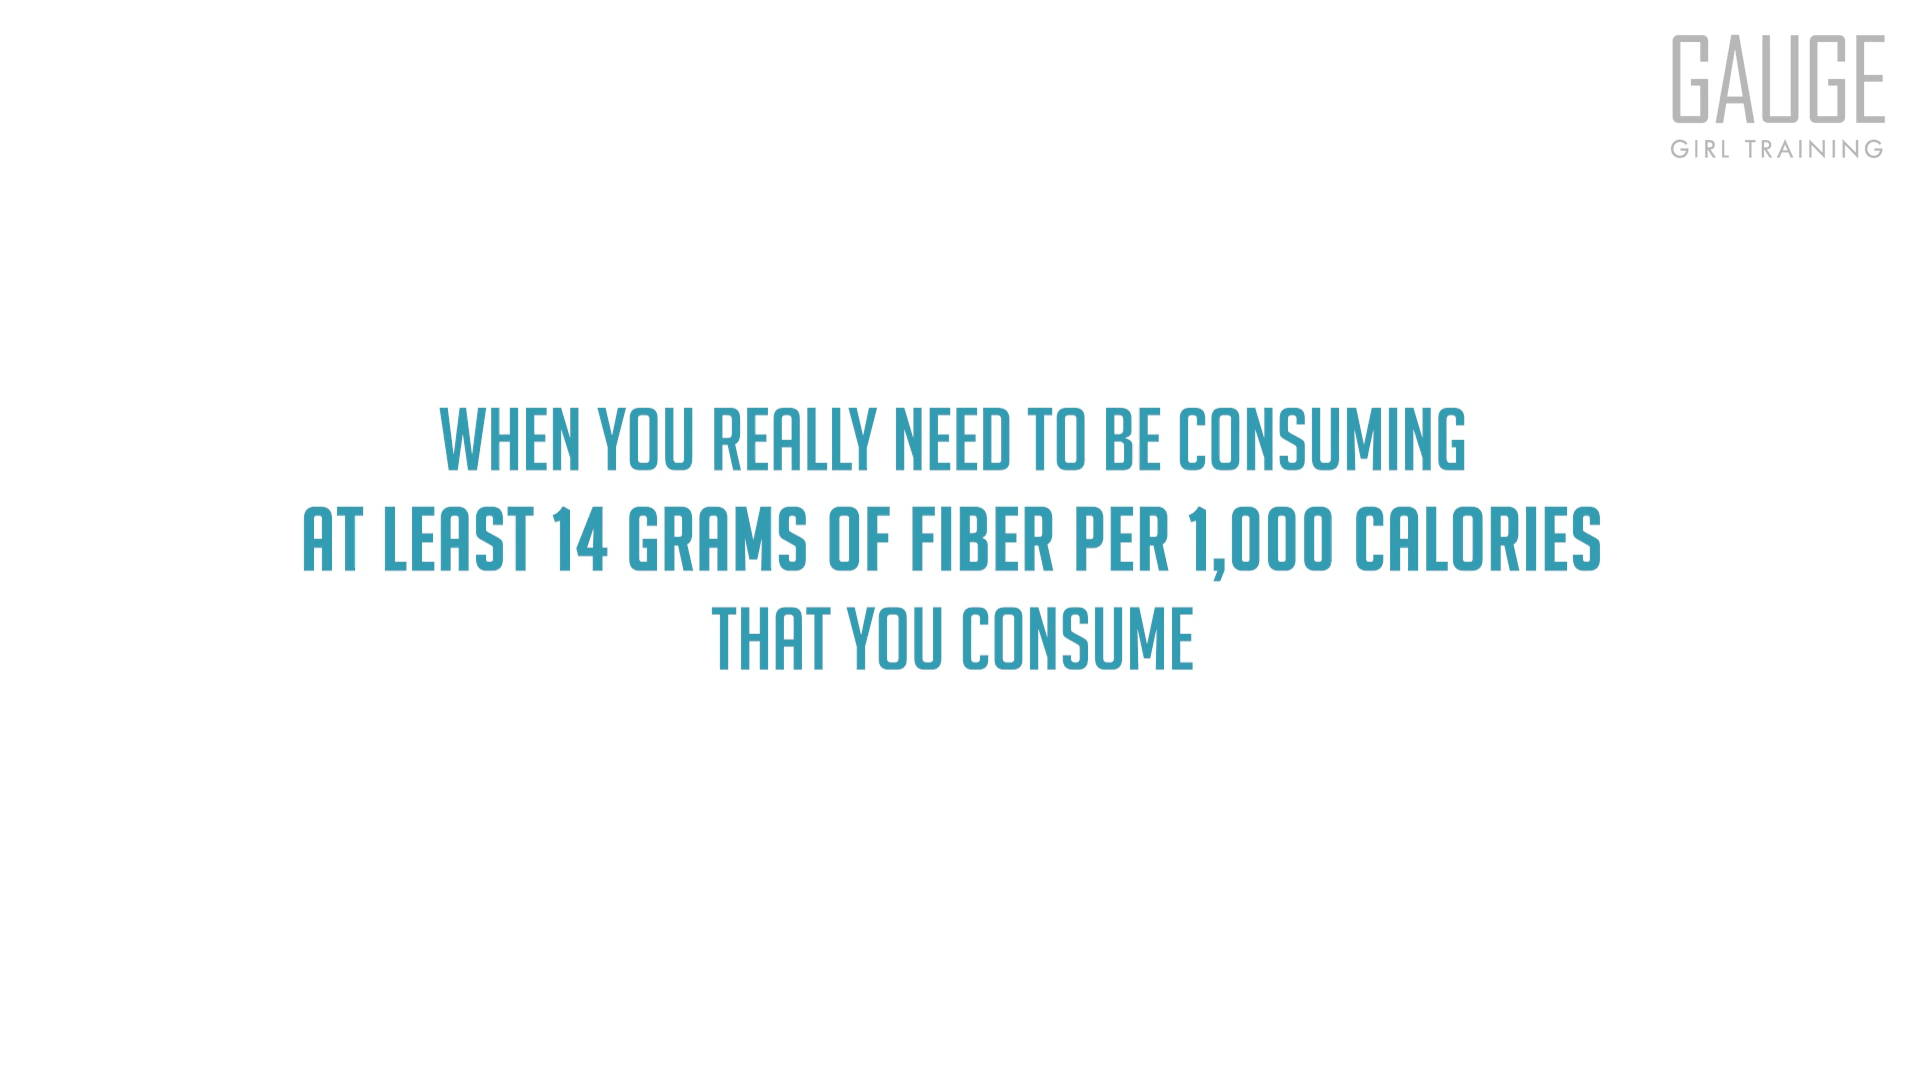 GAUGE
GIRL TRAINING
WHEN YOU REALLY NEED TO BE CONSUMING
AT LEAST 14 GRAMS OF FIBER PER 1,000 CALORIES
THAT YOU CONSUME